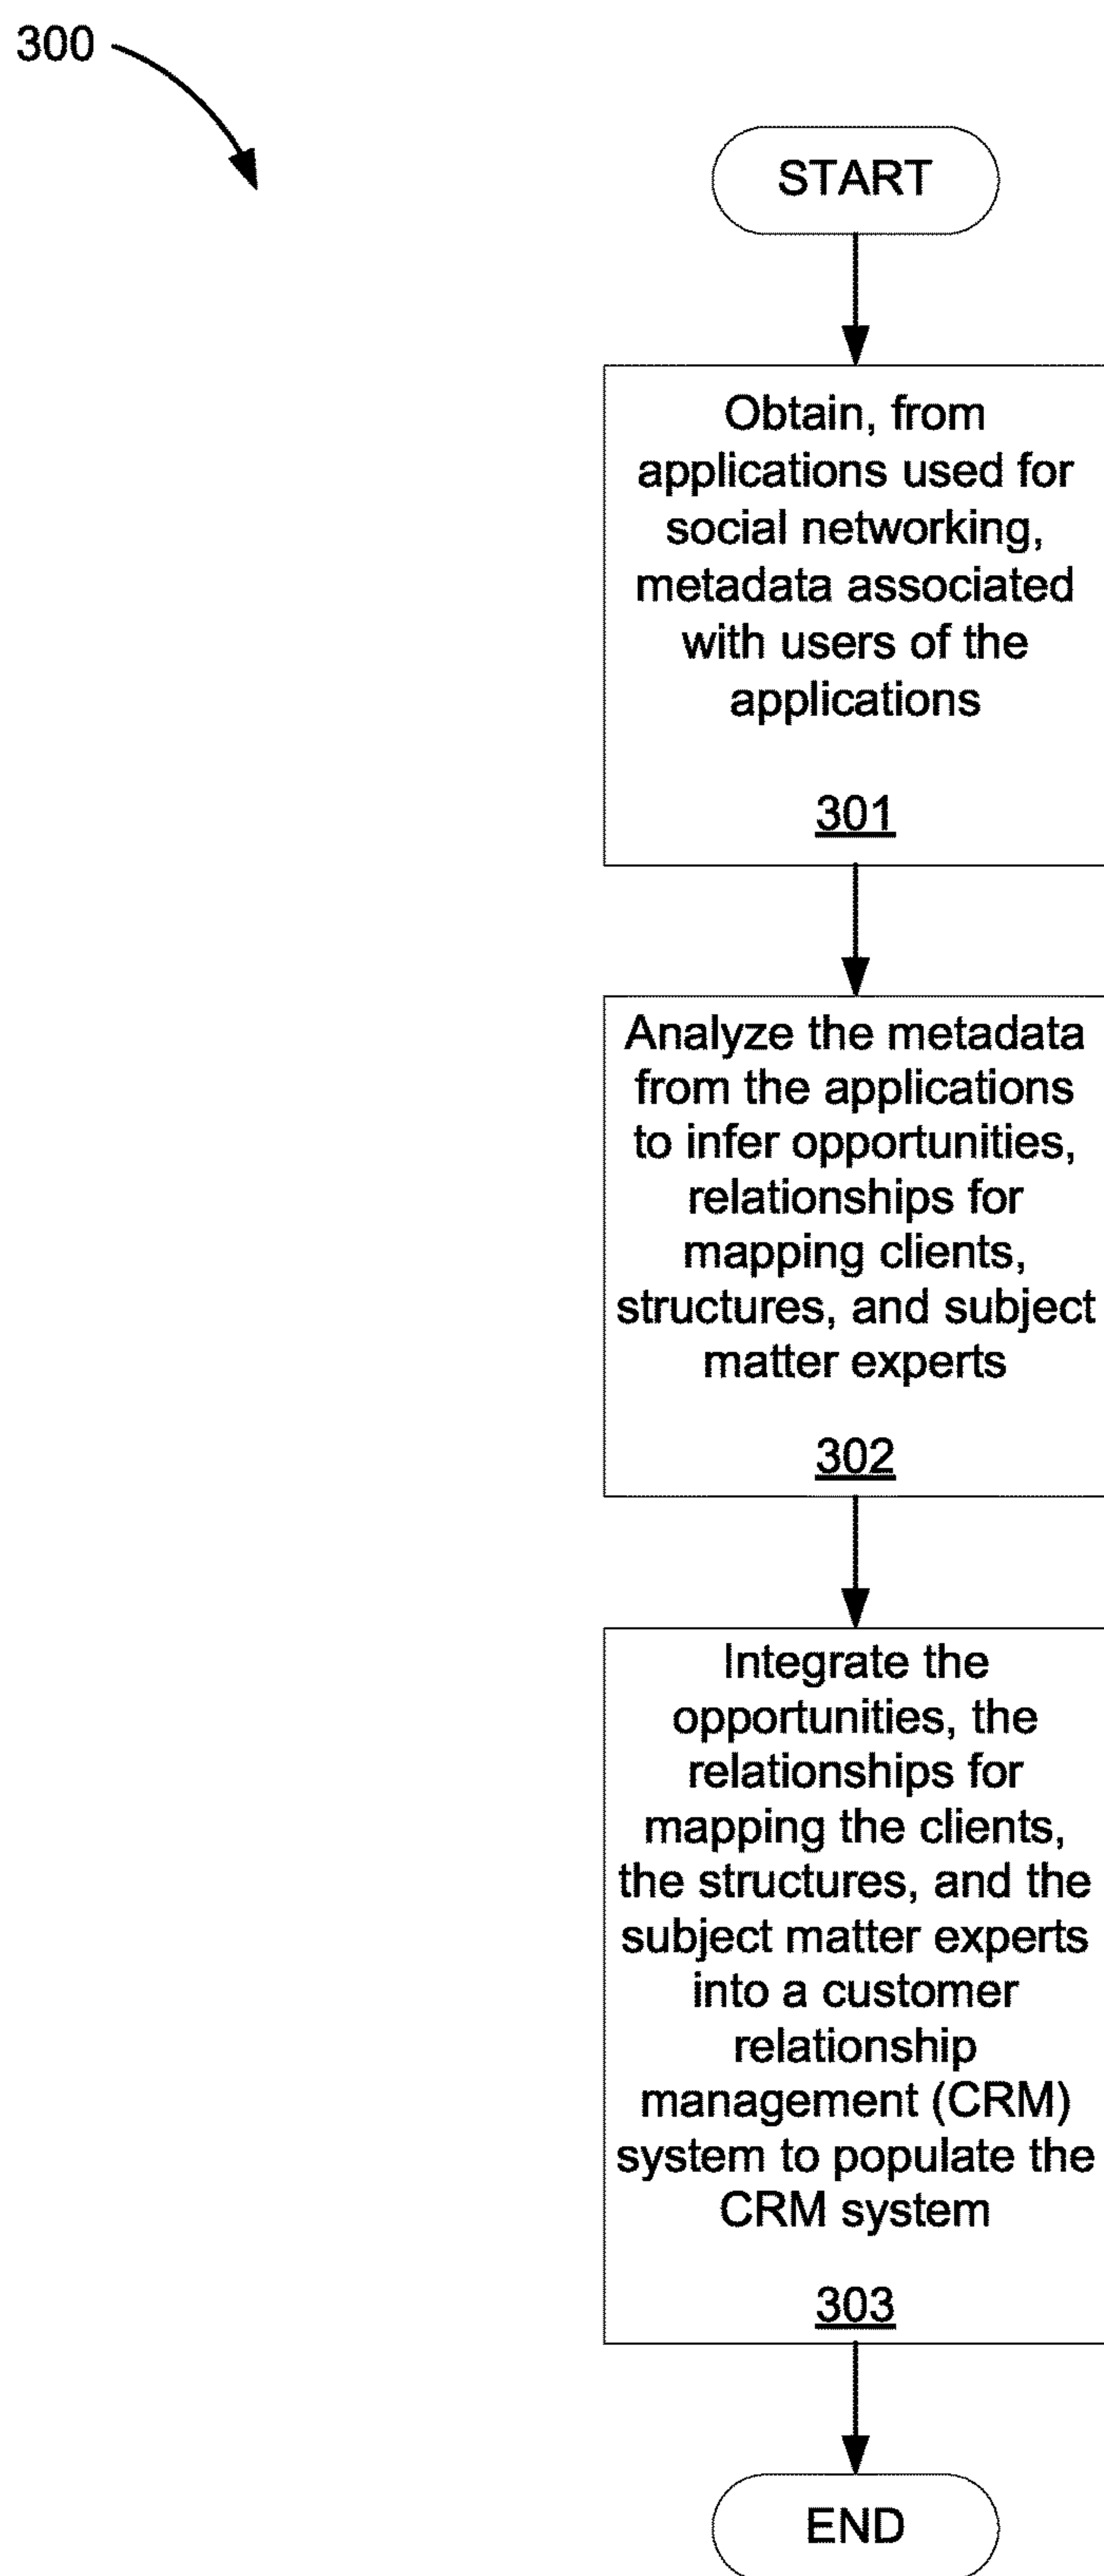 300
START
Obtain, from
applications used for
social networking,
metadata associated
with users of the
applications
301
Analyze the metadata
from the applications
to infer opportunities,
relationships for
mapping clients,
structures, and subject
matter experts
302
Integrate the
opportunities, the
relationships for
mapping the clients,
the structures, and the
subject matter experts
into a customer
relationship
management (CRM)
system to populate the
CRM system
303
END